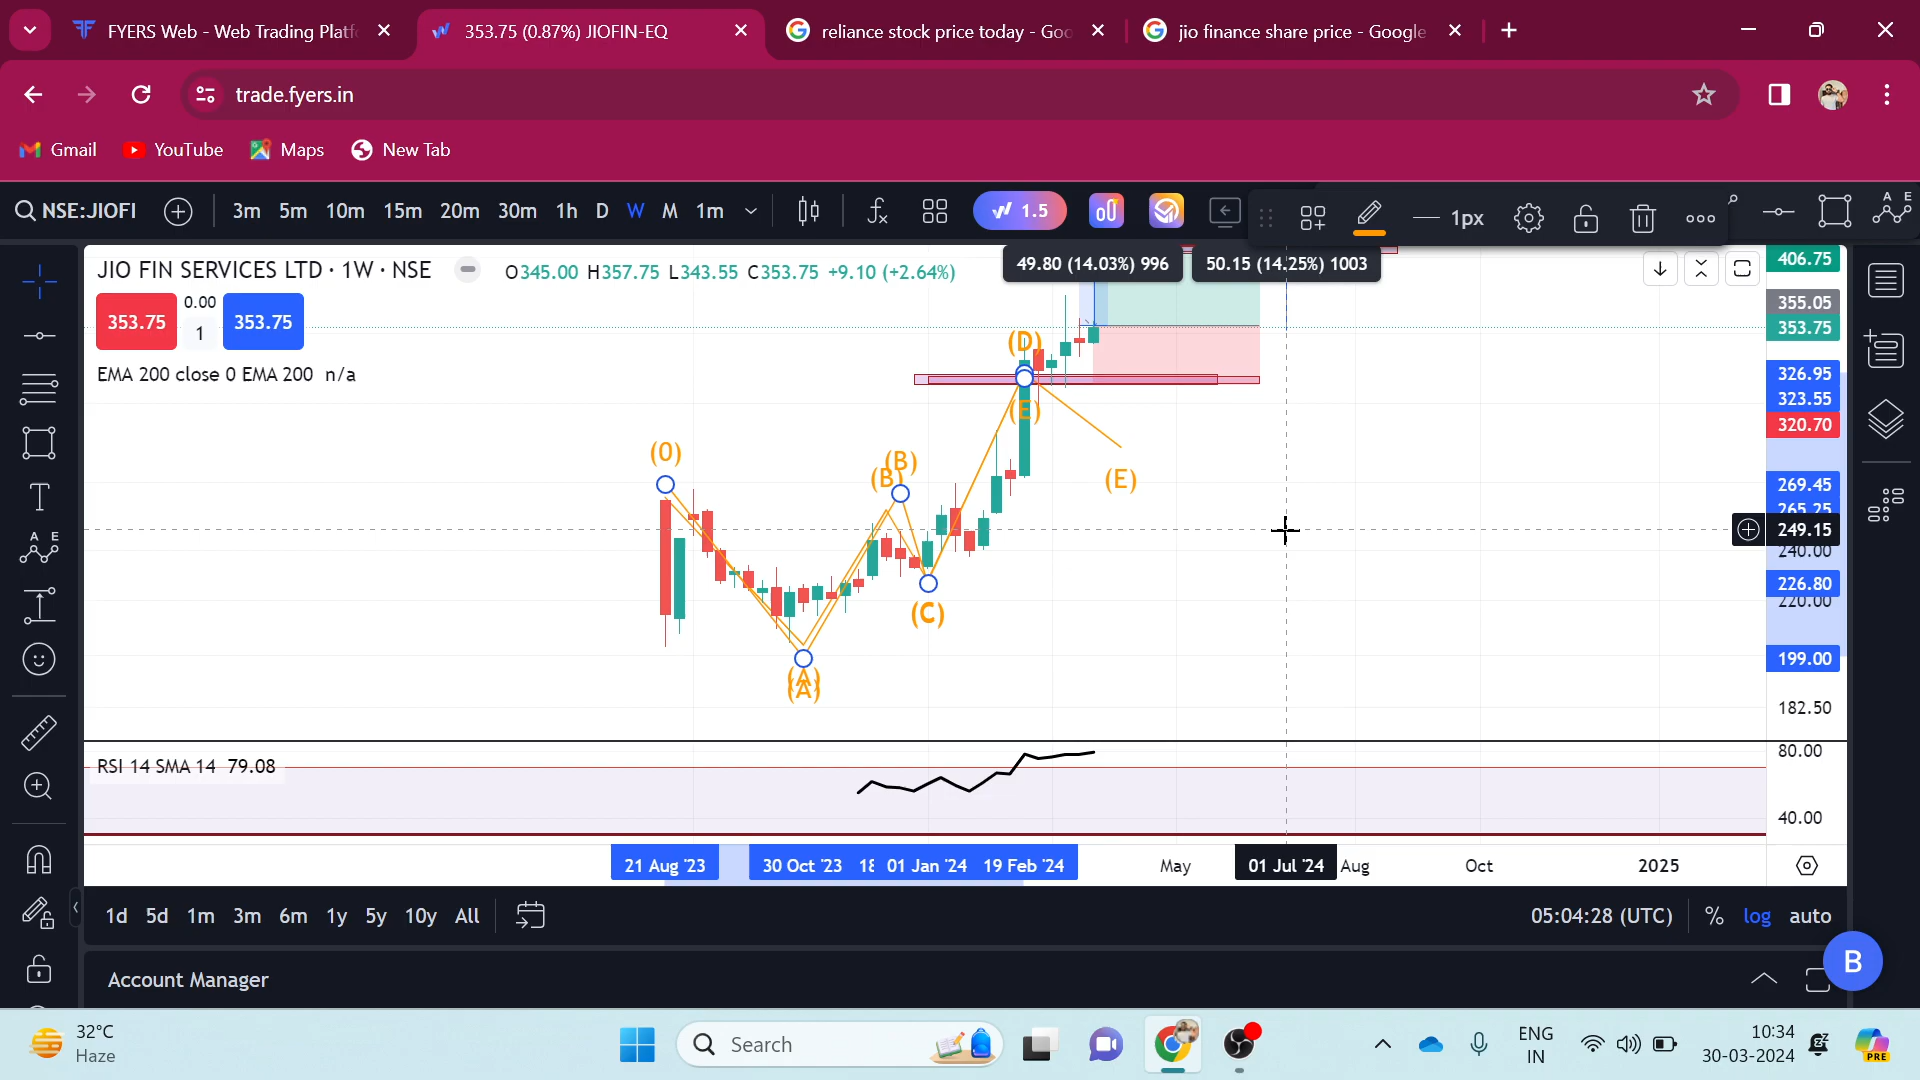 FYERS Web - Web Trading Platf
353.75 (0.87%) JIOFIN-EQ
reliance stock price today - Goo
jio finance share price - Google
trade.fyers.in
Gmail
YouTube
Maps
New Tab
NSE:JIOFI
3m 5m 10m 15m 20m 30m 1h D W M 1m
1.5
1px
A E
JIO FIN SERVICES LTD · 1W · NSE
O345.00 H357.75 L343.55 C353.75 +9.10 (+2.64%)
49.80 (14.03%) 996
50.15 (14.25%) 1003
406.75
355.05
353.75
353.75
0.00
1
353.75
EMA 200 close 0 EMA 200 n/a
326.95
323.55
320.70
269.45
265.25
249.15
240.00
226.80
220.00
199.00
182.50
(D)
(E)
(0)
(B)
(B)
(E)
(C)
(A)
(A)
A E
RSI 14 SMA 14 79.08
80.00
40.00
21 Aug '23
30 Oct '23
18
01 Jan '24
19 Feb '24
May
01 Jul '24
Aug
Oct
2025
1d 5d 1m 3m 6m 1y 5y 10y All
05:04:28 (UTC)
%
log
auto
Account Manager
B
32°C
Haze
Search
ENG
IN
10:34
30-03-2024
PRE